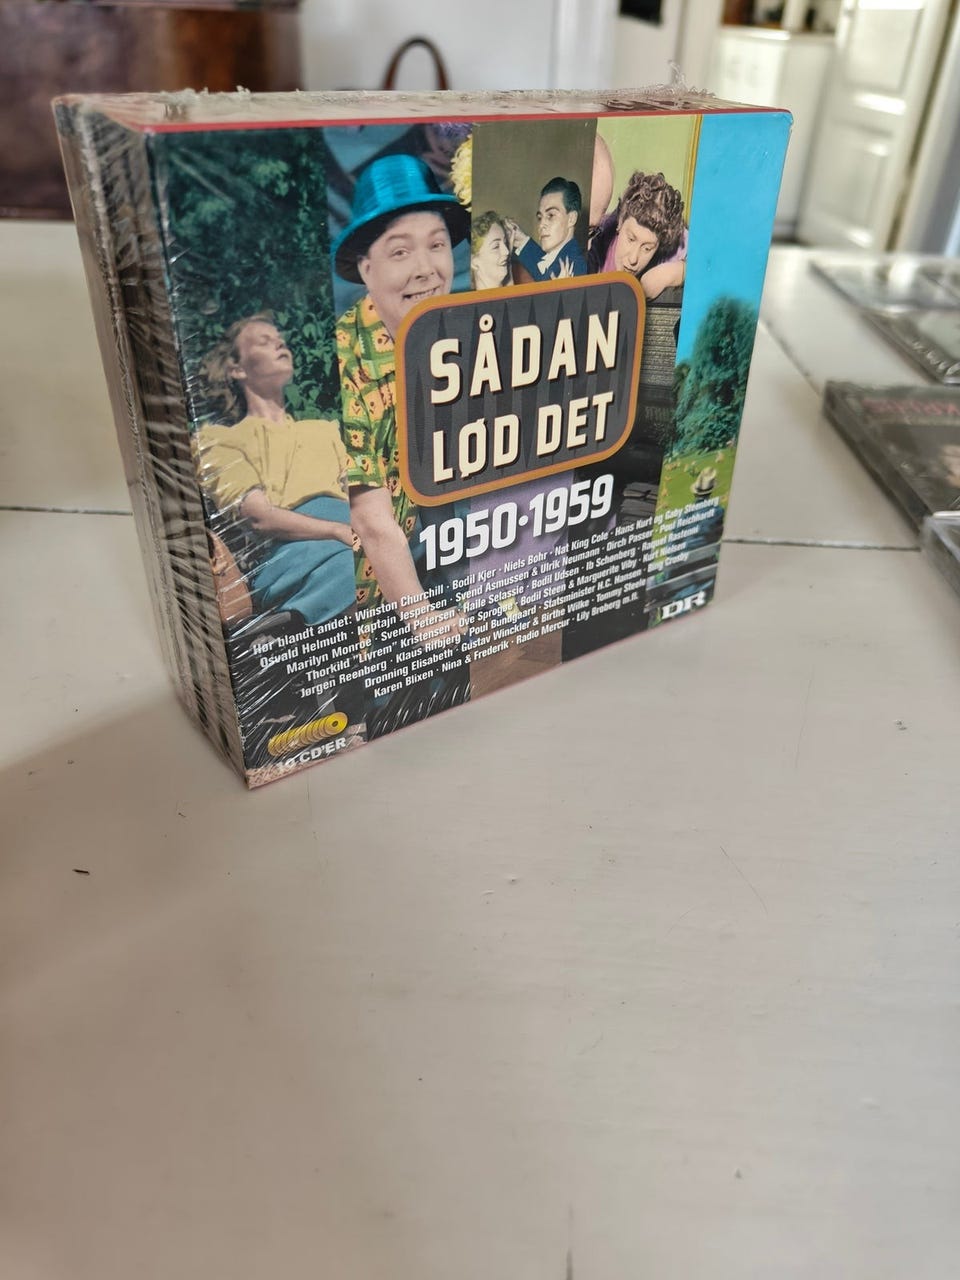 SÅDAN
LØD DET
1950·1959
Hør blandt andet: Winston Churchill · Bodil Kjer · Niels Bohr · Nat King Cole · Hans Kurt og Gaby Stenberg
Osvald Helmuth · Kaptajn Jespersen · Svend Asmussen & Ulrik Neumann · Dirch Passer · Poul Reichhardt
Marilyn Monroe · Svend Petersen · Haile Selassie · Bodil Udsen · Ib Schønberg · Raquel Rastenni
Thorkild "Livrem" Kristensen · Ove Sprogøe · Bodil Steen & Marguerite Viby · Kurt Nielsen
Jørgen Reenberg · Klaus Rifbjerg · Poul Bundgaard · Statsminister H.C. Hansen · Bing Crosby
Dronning Elisabeth · Gustav Winckler & Birthe Wilke · Tommy Steele
Karen Blixen · Nina & Frederik · Radio Mercur · Lily Broberg m.fl.
DR
10 CD'ER